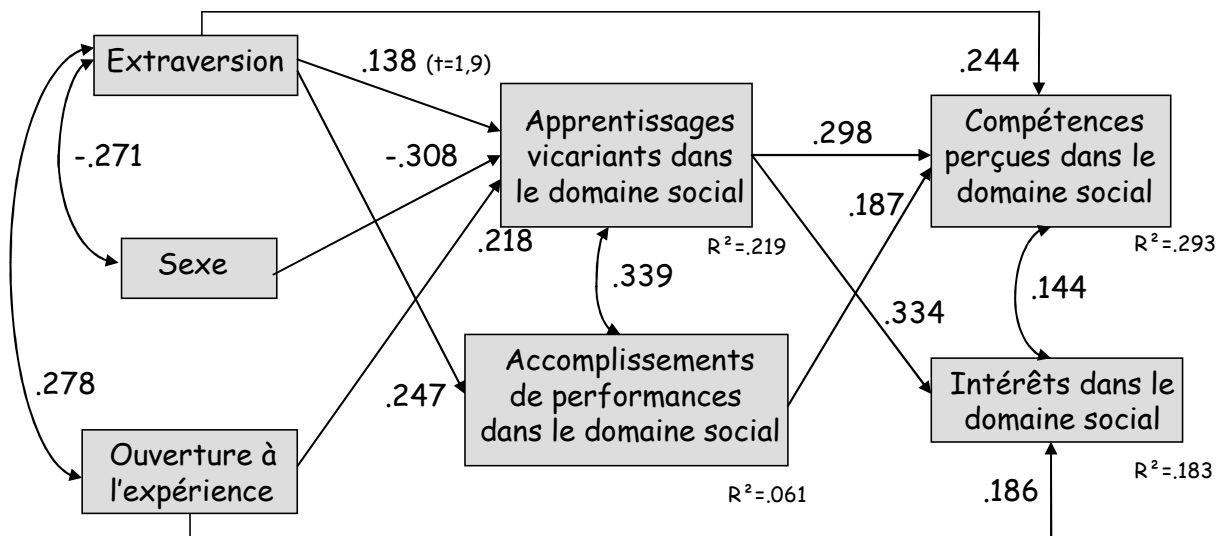 Extraversion
.138 (t=1,9)
.244
Apprentissages
vicariants dans
le domaine social
Compétences
perçues dans le
domaine social
-.271
-.308
.298
.187
Sexe
.218
R²=.219
R²=.293
.339
.144
.334
Accomplissements
de performances
dans le domaine social
Intérêts dans le
domaine social
.278
.247
Ouverture à
l'expérience
R²=.061
.186
R²=.183